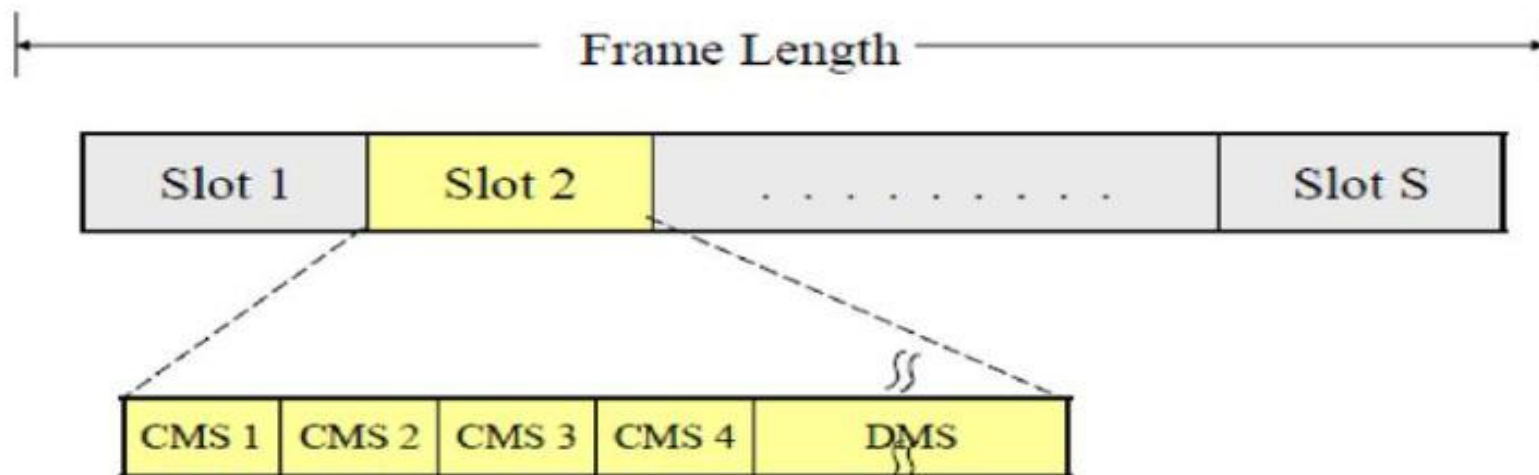 Frame Length
Slot 1 Slot 2 . . . . . . . . . Slot S
CMS 1 CMS 2 CMS 3 CMS 4 DMS